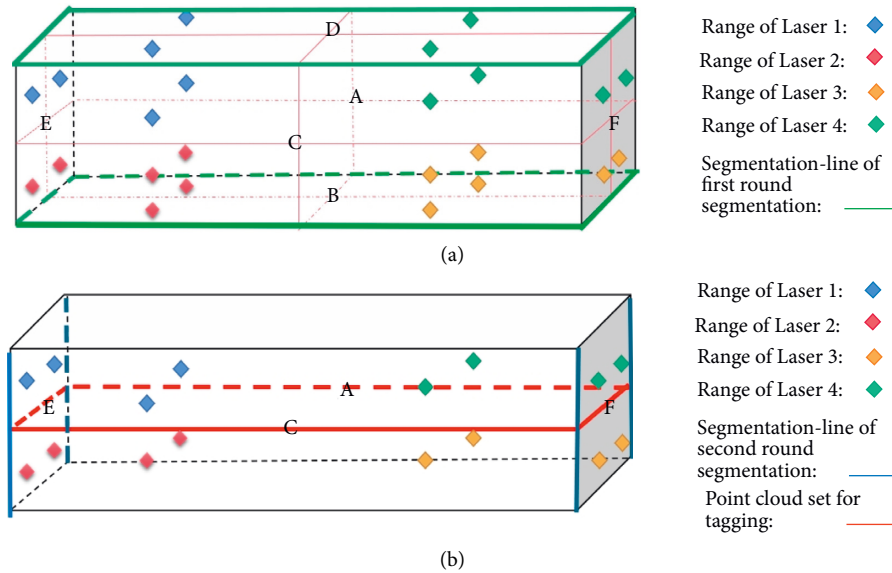 D
A
E
F
C
B
Range of Laser 1:
Range of Laser 2:
Range of Laser 3:
Range of Laser 4:
Segmentation-line of
first round
segmentation:
(a)
A
E
F
C
Range of Laser 1:
Range of Laser 2:
Range of Laser 3:
Range of Laser 4:
Segmentation-line of
second round
segmentation:
Point cloud set for
tagging:
(b)